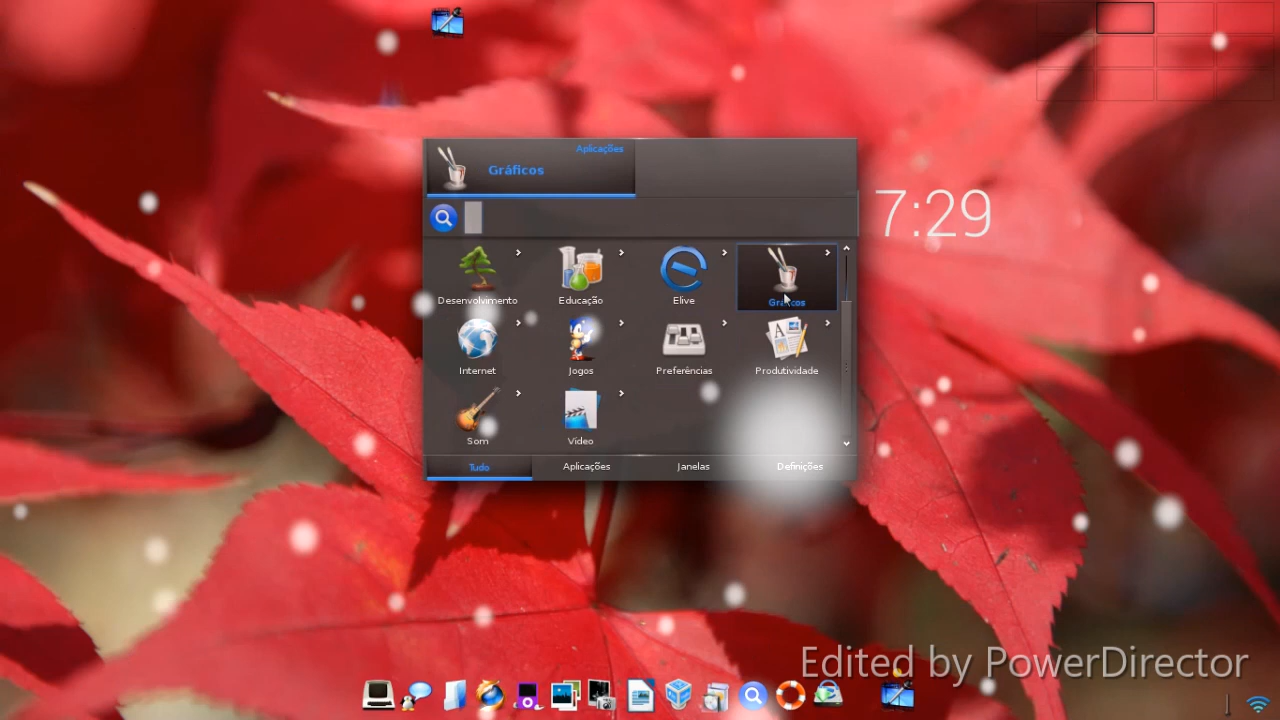 Aplicações
Gráficos
7:29
Desenvolvimento
Educação
Elive
Gráficos
Internet
Jogos
Preferências
Produtividade
Som
Vídeo
Tudo
Aplicações
Janelas
Definições
Edited by PowerDirector